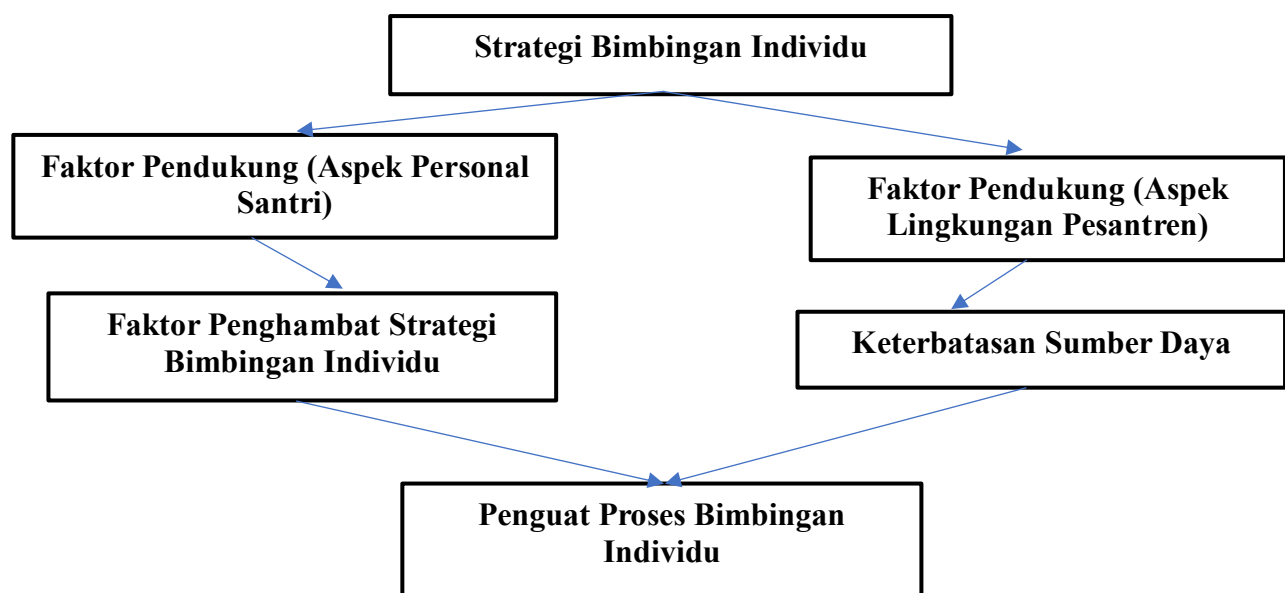 Strategi Bimbingan Individu
Faktor Pendukung (Aspek Personal
Santri)
Faktor Pendukung (Aspek
Lingkungan Pesantren)
Faktor Penghambat Strategi
Bimbingan Individu
Keterbatasan Sumber Daya
Penguat Proses Bimbingan
Individu